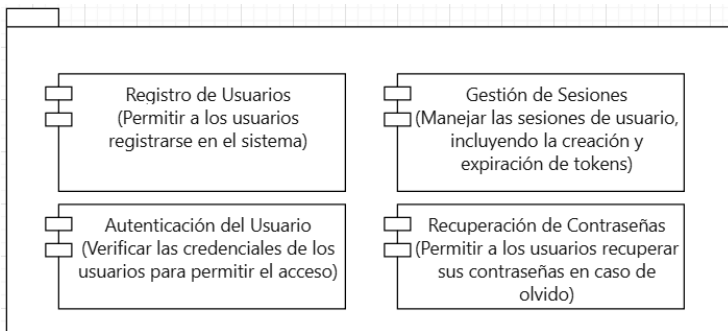 Registro de Usuarios
(Permitir a los usuarios
registrarse en el sistema)
Gestión de Sesiones
(Manejar las sesiones de usuario,
incluyendo la creación y
expiración de tokens)
Autenticación del Usuario
(Verificar las credenciales de los
usuarios para permitir el acceso)
Recuperación de Contraseñas
(Permitir a los usuarios recuperar
sus contraseñas en caso de
olvido)